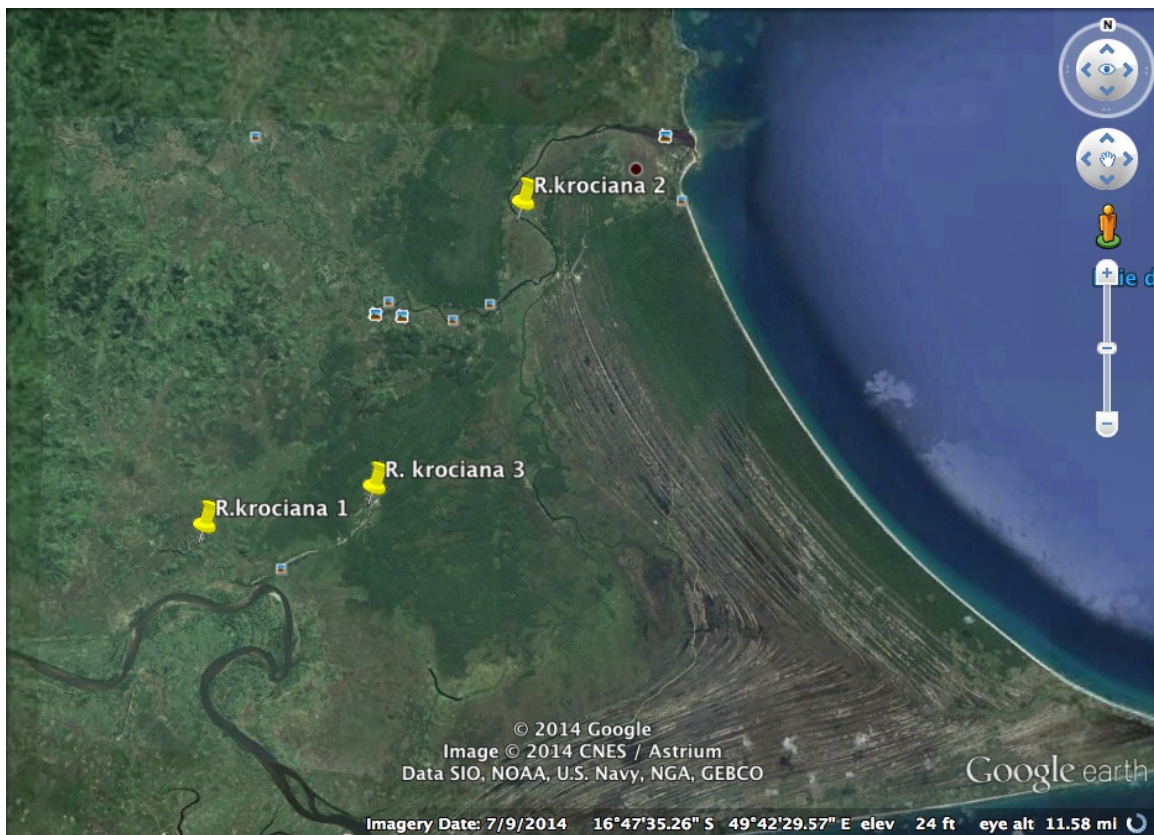 N
R.krociana 2
R. krociana 3
R.krociana 1
© 2014 Google
Image © 2014 CNES / Astrium
Data SIO, NOAA, U.S. Navy, NGA, GEBCO
Google earth
Imagery Date: 7/9/2014 16°47'35.26" S 49°42'29.57" E elev 24 ft eye alt 11.58 mi